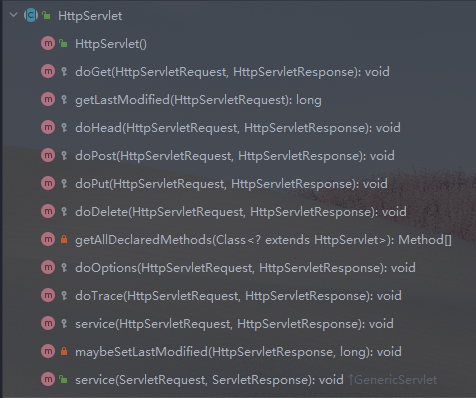 HttpServlet
HttpServlet()
doGet(HttpServletRequest, HttpServletResponse): void
getLastModified(HttpServletRequest): long
doHead(HttpServletRequest, HttpServletResponse): void
doPost(HttpServletRequest, HttpServletResponse): void
doPut(HttpServletRequest, HttpServletResponse): void
doDelete(HttpServletRequest, HttpServletResponse): void
getAllDeclaredMethods(Class<? extends HttpServlet>): Method[]
doOptions(HttpServletRequest, HttpServletResponse): void
doTrace(HttpServletRequest, HttpServletResponse): void
service(HttpServletRequest, HttpServletResponse): void
maybeSetLastModified(HttpServletResponse, long): void
service(ServletRequest, ServletResponse): void ↑GenericServlet